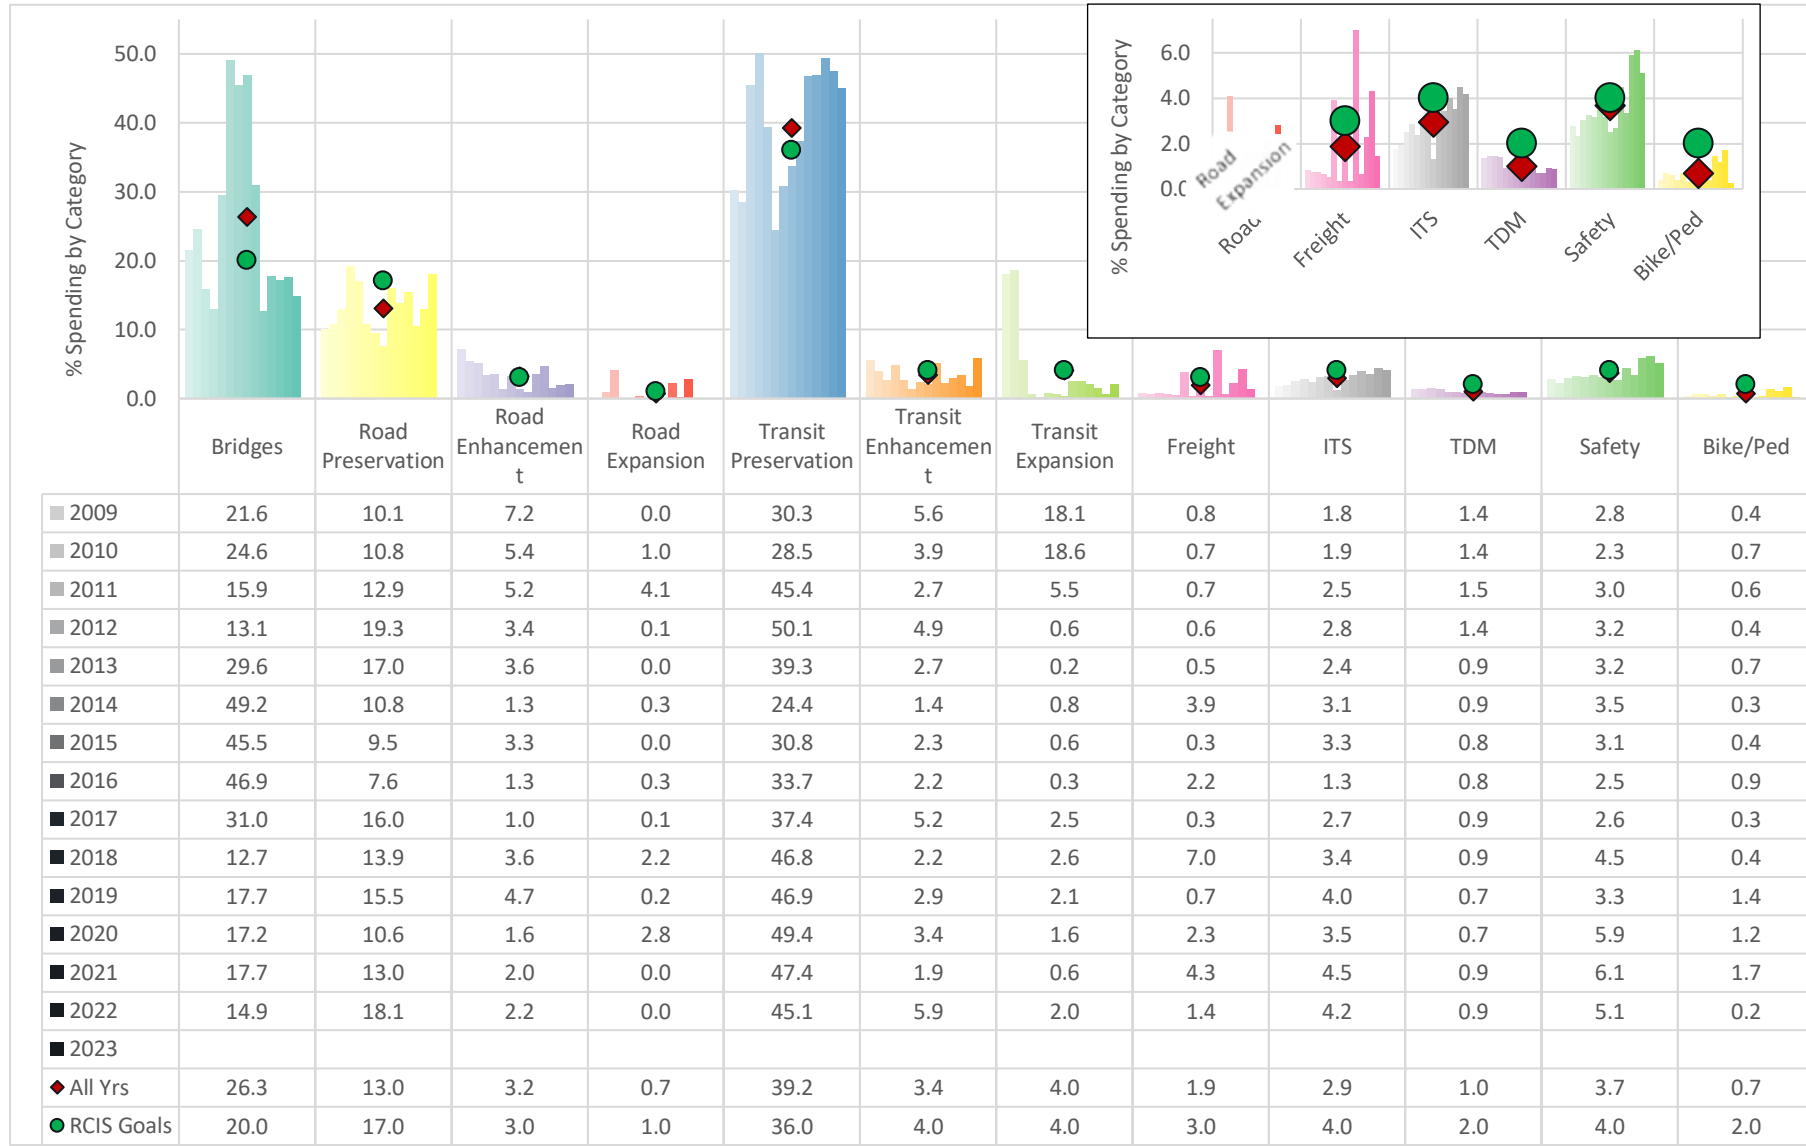 % Spending by Category
50.0
40.0
30.0
20.0
10.0
0.0
% Spending by Category
6.0
4.0
2.0
0.0
Road
Expansion
Road
Freight
ITS
TDM
Safety
Bike/Ped
Bridges
Road
Preservation
Road
Enhancemen
t
Road
Expansion
Transit
Preservation
Transit
Enhancemen
t
Transit
Expansion
Freight
ITS
TDM
Safety
Bike/Ped
2009 21.6 10.1 7.2 0.0 30.3 5.6 18.1 0.8 1.8 1.4 2.8 0.4
2010 24.6 10.8 5.4 1.0 28.5 3.9 18.6 0.7 1.9 1.4 2.3 0.7
2011 15.9 12.9 5.2 4.1 45.4 2.7 5.5 0.7 2.5 1.5 3.0 0.6
2012 13.1 19.3 3.4 0.1 50.1 4.9 0.6 0.6 2.8 1.4 3.2 0.4
2013 29.6 17.0 3.6 0.0 39.3 2.7 0.2 0.5 2.4 0.9 3.2 0.7
2014 49.2 10.8 1.3 0.3 24.4 1.4 0.8 3.9 3.1 0.9 3.5 0.3
2015 45.5 9.5 3.3 0.0 30.8 2.3 0.6 0.3 3.3 0.8 3.1 0.4
2016 46.9 7.6 1.3 0.3 33.7 2.2 0.3 2.2 1.3 0.8 2.5 0.9
2017 31.0 16.0 1.0 0.1 37.4 5.2 2.5 0.3 2.7 0.9 2.6 0.3
2018 12.7 13.9 3.6 2.2 46.8 2.2 2.6 7.0 3.4 0.9 4.5 0.4
2019 17.7 15.5 4.7 0.2 46.9 2.9 2.1 0.7 4.0 0.7 3.3 1.4
2020 17.2 10.6 1.6 2.8 49.4 3.4 1.6 2.3 3.5 0.7 5.9 1.2
2021 17.7 13.0 2.0 0.0 47.4 1.9 0.6 4.3 4.5 0.9 6.1 1.7
2022 14.9 18.1 2.2 0.0 45.1 5.9 2.0 1.4 4.2 0.9 5.1 0.2
2023
All Yrs 26.3 13.0 3.2 0.7 39.2 3.4 4.0 1.9 2.9 1.0 3.7 0.7
RCIS Goals 20.0 17.0 3.0 1.0 36.0 4.0 4.0 3.0 4.0 2.0 4.0 2.0